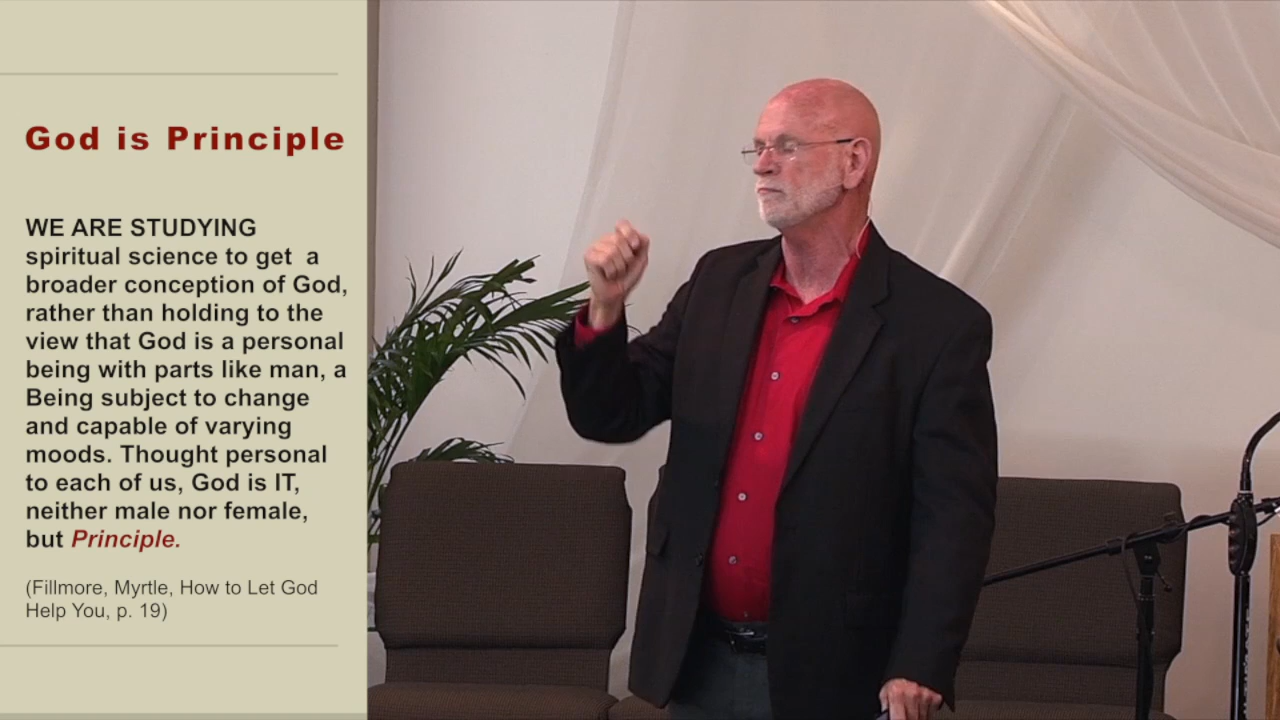 God is Principle
WE ARE STUDYING
spiritual science to get  a
broader conception of God,
rather than holding to the
view that God is a personal
being with parts like man, a
Being subject to change
and capable of varying
moods. Thought personal
to each of us, God is IT,
neither male nor female,
but Principle.
(Fillmore, Myrtle, How to Let God
Help You, p. 19)